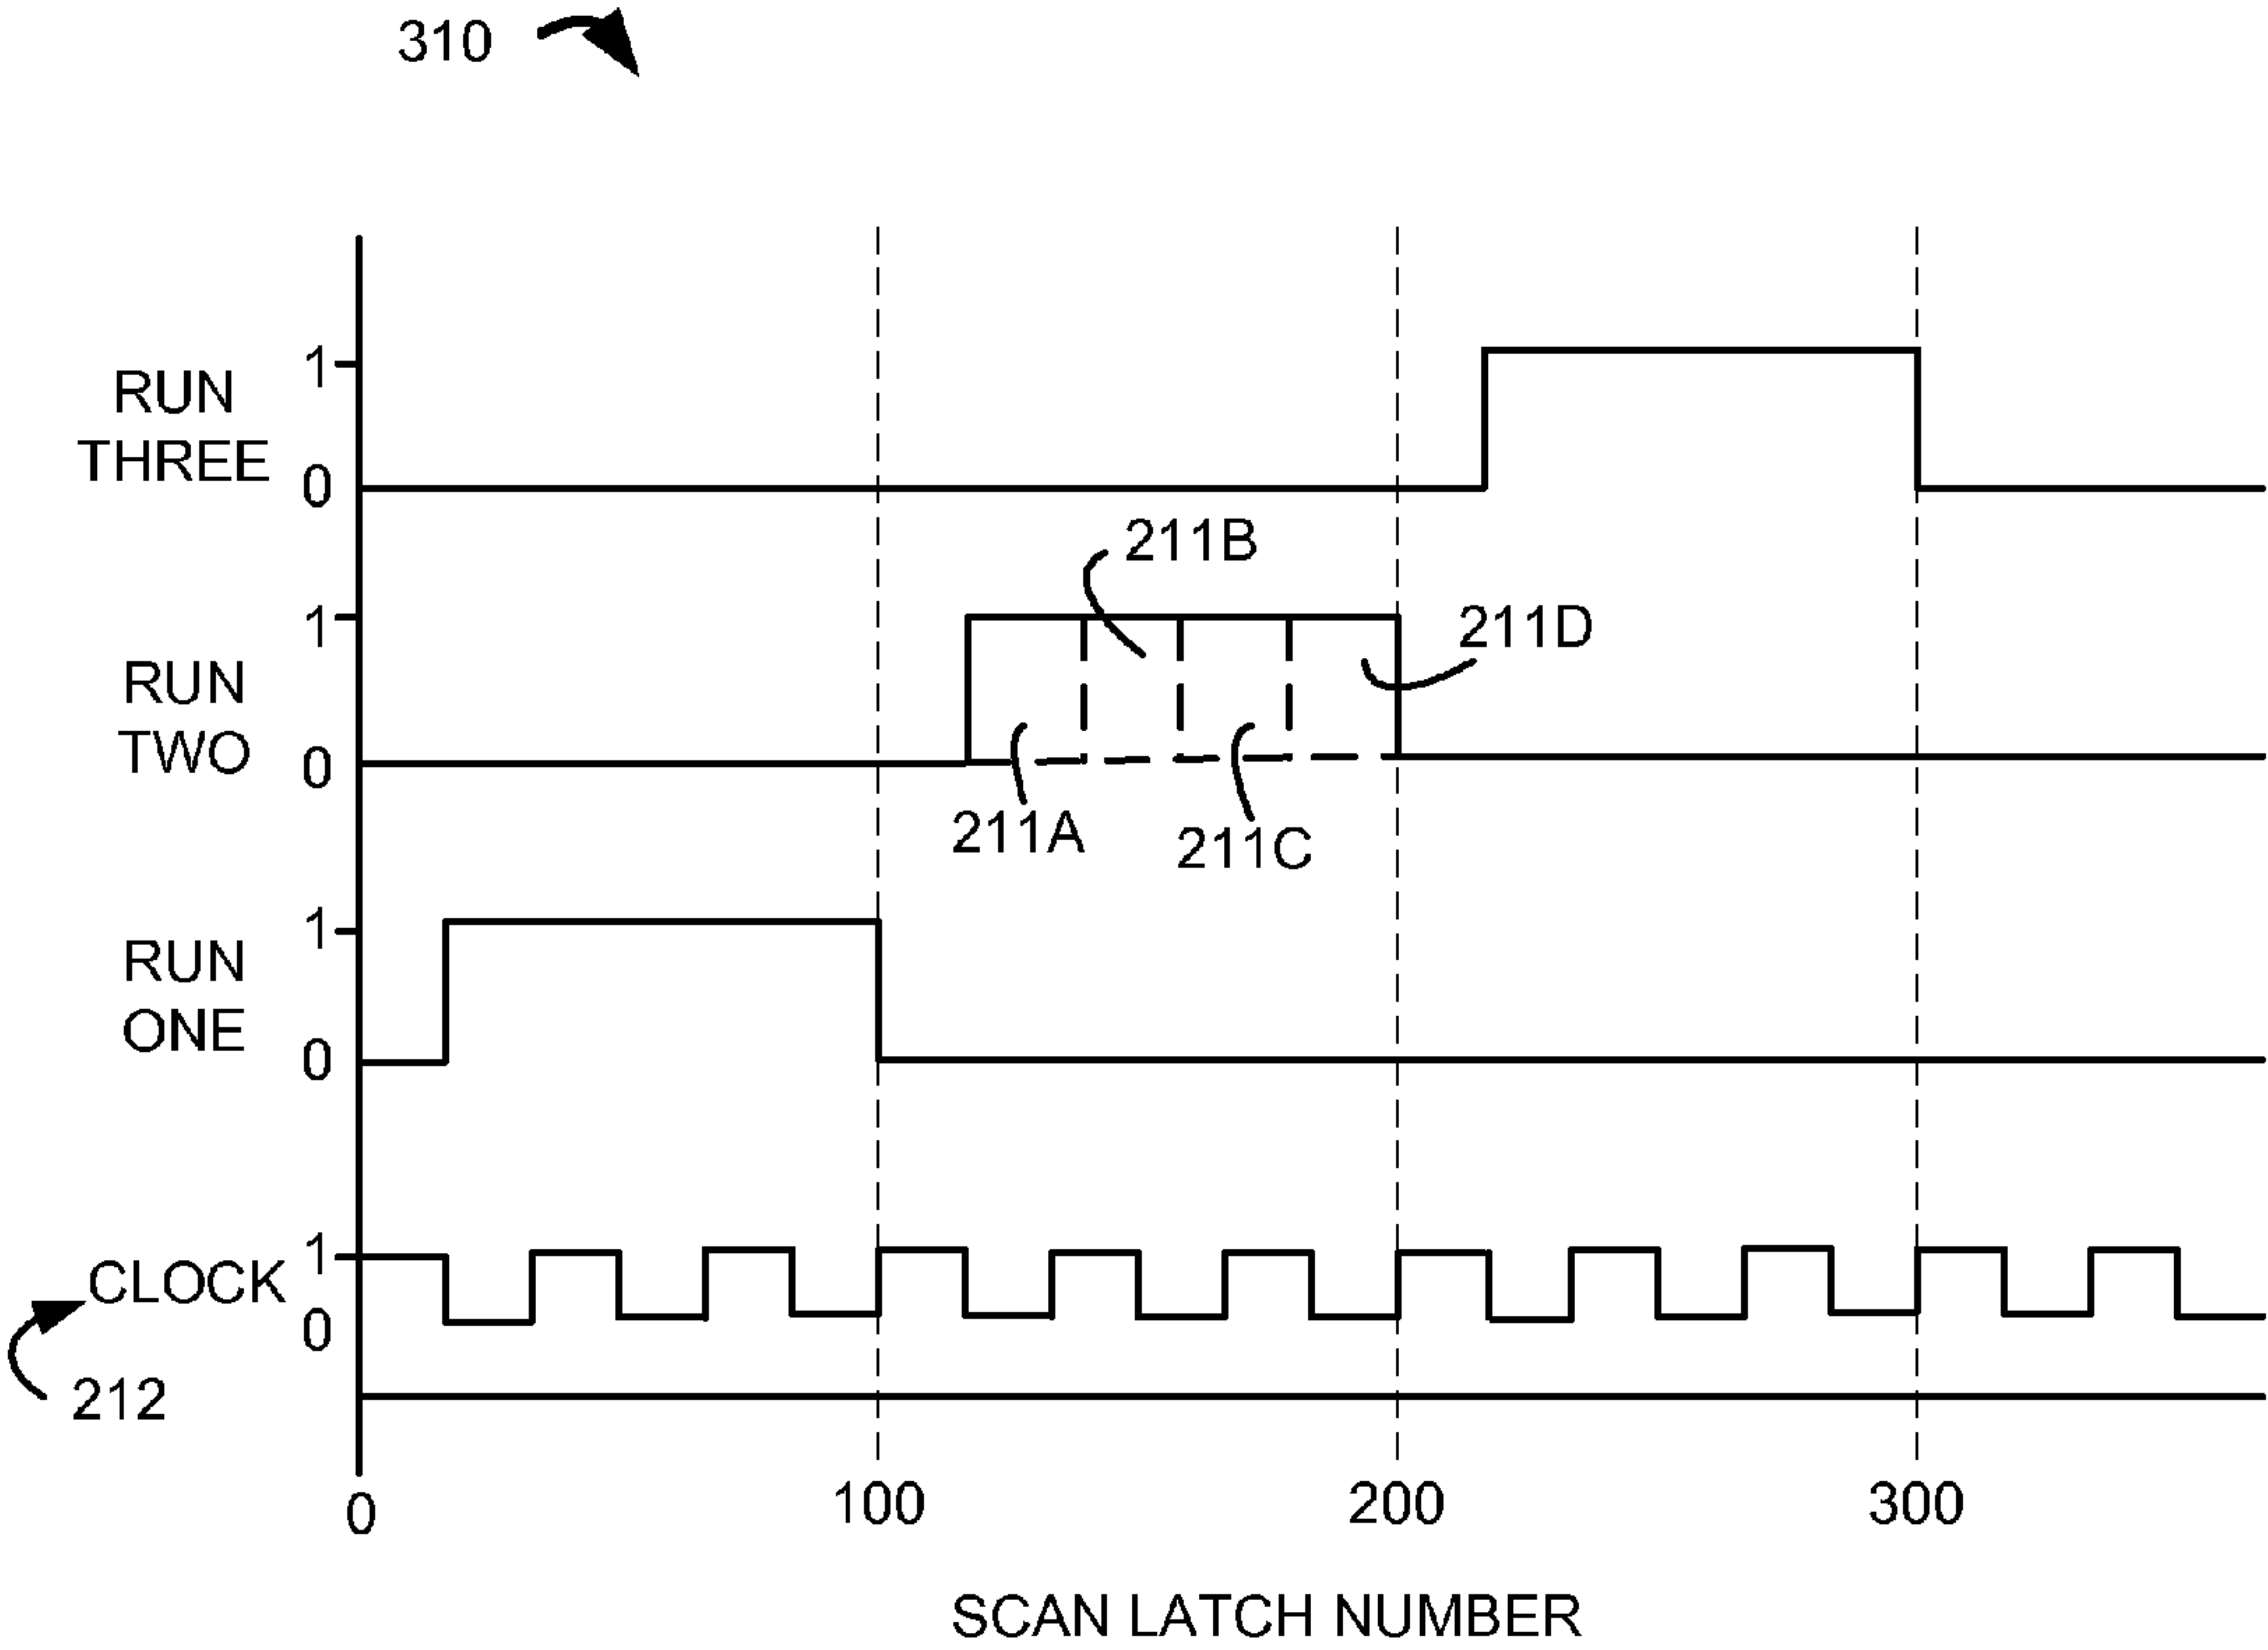 310
RUN
THREE
1
0
211B
211D
RUN
TWO
1
0
211A
211C
RUN
ONE
1
0
CLOCK
1
0
212
0
100
200
300
SCAN LATCH NUMBER